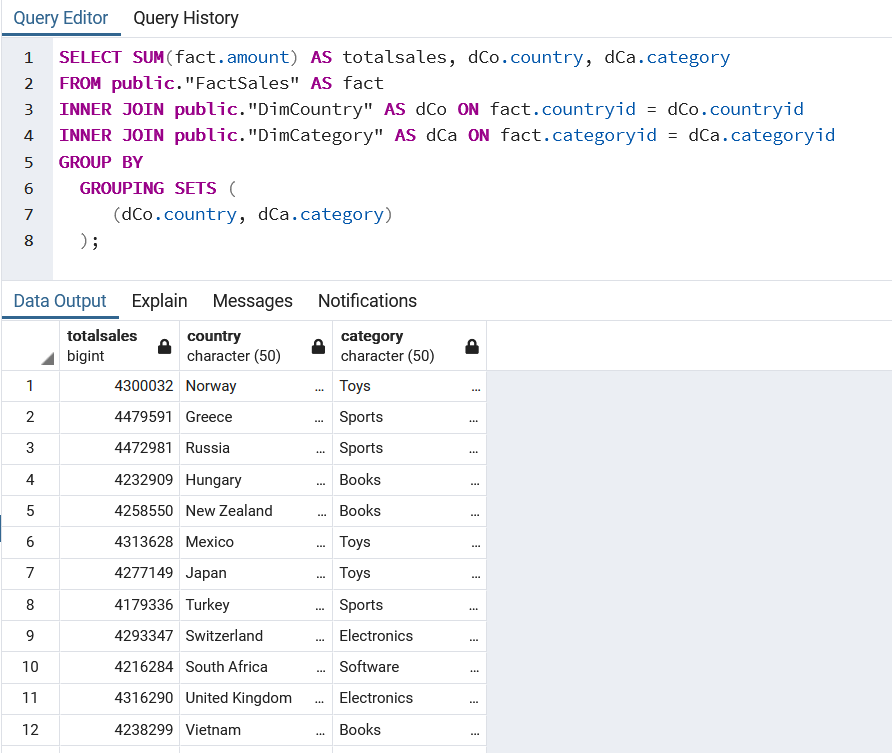 Query Editor Query History
1 SELECT SUM(fact.amount) AS totalsales, dCo.country, dCa.category
2 FROM public."FactSales" AS fact
3 INNER JOIN public."DimCountry" AS dCo ON fact.countryid = dCo.countryid
4 INNER JOIN public."DimCategory" AS dCa ON fact.categoryid = dCa.categoryid
5 GROUP BY
6 GROUPING SETS (
7 (dCo.country, dCa.category)
8 );
Data Output Explain Messages Notifications
totalsales country category
bigint character (50) character (50)
1 4300032 Norway ... Toys ...
2 4479591 Greece ... Sports ...
3 4472981 Russia ... Sports ...
4 4232909 Hungary ... Books ...
5 4258550 New Zealand ... Books ...
6 4313628 Mexico ... Toys ...
7 4277149 Japan ... Toys ...
8 4179336 Turkey ... Sports ...
9 4293347 Switzerland ... Electronics ...
10 4216284 South Africa ... Software ...
11 4316290 United Kingdom ... Electronics ...
12 4238299 Vietnam ... Books ...